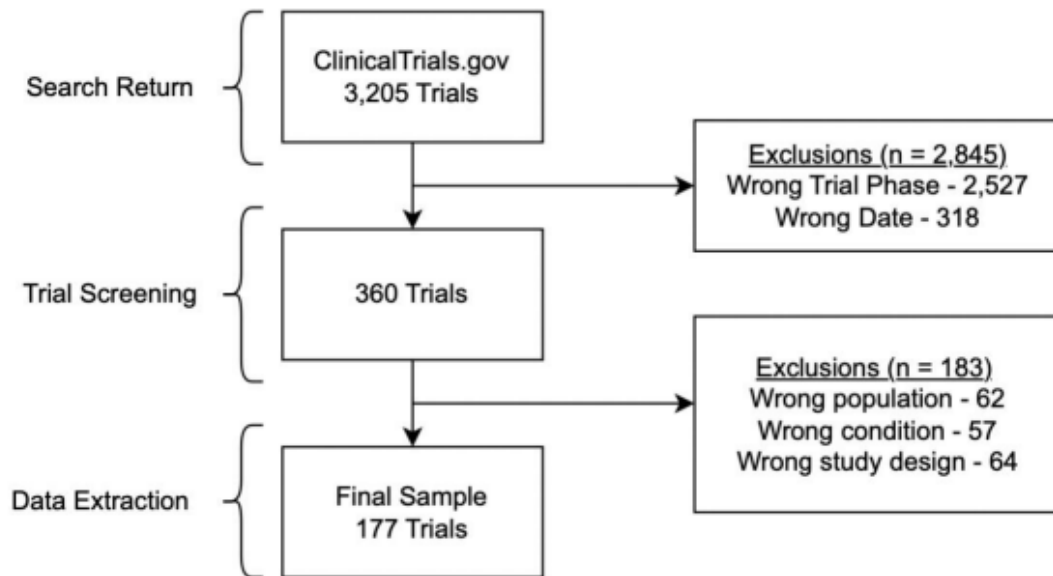 Search Return
ClinicalTrials.gov
3,205 Trials
Exclusions (n = 2,845)
Wrong Trial Phase - 2,527
Wrong Date - 318
Trial Screening
360 Trials
Exclusions (n = 183)
Wrong population - 62
Wrong condition - 57
Wrong study design - 64
Data Extraction
Final Sample
177 Trials